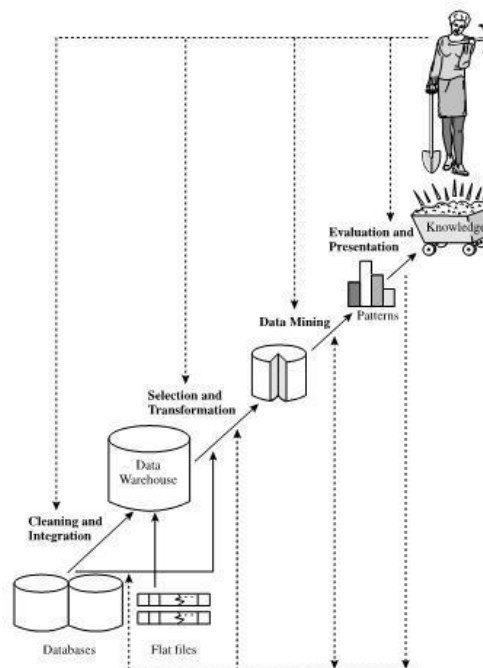 Knowledge
Evaluation and
Presentation
Patterns
Data Mining
Selection and
Transformation
Data
Warehouse
Cleaning and
Integration
Databases
Flat files